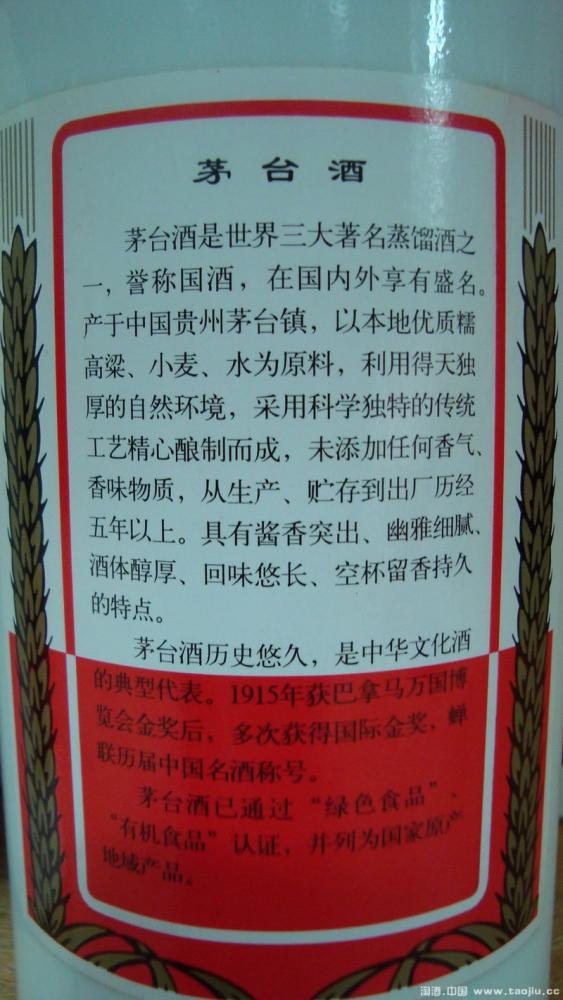 茅台酒
茅台酒是世界三大著名蒸馏酒之
一，誉称国酒，在国内外享有盛名。
产于中国贵州茅台镇，以本地优质糯
高粱、小麦、水为原料，利用得天独
厚的自然环境，采用科学独特的传统
工艺精心酿制而成，未添加任何香气、
香味物质，从生产、贮存到出厂历经
五年以上。具有酱香突出、幽雅细腻、
酒体醇厚、回味悠长、空杯留香持久
的特点。
茅台酒历史悠久，是中华文化酒
的典型代表。1915年获巴拿马万国博
览会金奖后，多次获得国际金奖，蝉
联历届中国名酒称号。
茅台酒已通过“绿色食品”、
“有机食品”认证，并列为国家原产
地域产品。
淘酒.中国 www.taojiu.cc